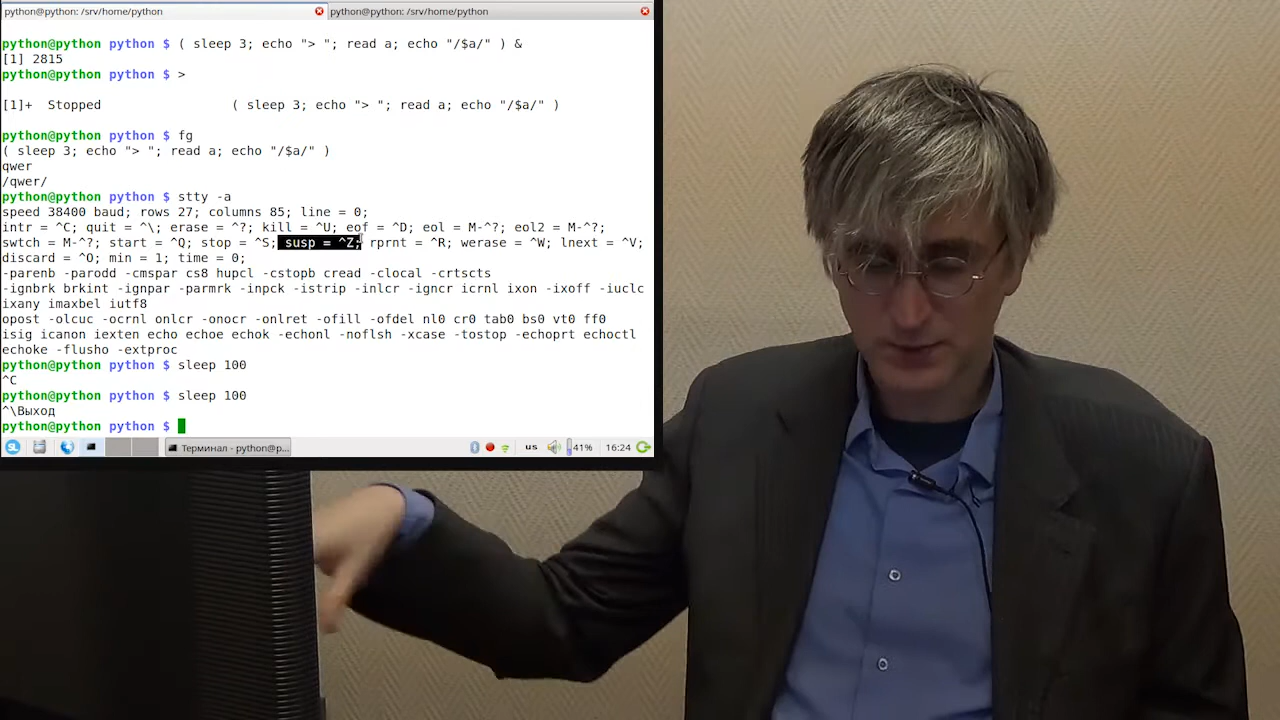 python@python: /srv/home/python
python@python: /srv/home/python
python@python python $ ( sleep 3; echo "> "; read a; echo "/$a/" ) &
[1] 2815
python@python python $ >
[1]+  Stopped                 ( sleep 3; echo "> "; read a; echo "/$a/" )
python@python python $ fg
( sleep 3; echo "> "; read a; echo "/$a/" )
qwer
/qwer/
python@python python $ stty -a
speed 38400 baud; rows 27; columns 85; line = 0;
intr = ^C; quit = ^\; erase = ^?; kill = ^U; eof = ^D; eol = M-^?; eol2 = M-^?;
swtch = M-^?; start = ^Q; stop = ^S; susp = ^Z; rprnt = ^R; werase = ^W; lnext = ^V;
discard = ^O; min = 1; time = 0;
-parenb -parodd -cmspar cs8 hupcl -cstopb cread -clocal -crtscts
-ignbrk brkint -ignpar -parmrk -inpck -istrip -inlcr -igncr icrnl ixon -ixoff -iuclc
ixany imaxbel iutf8
opost -olcuc -ocrnl onlcr -onocr -onlret -ofill -ofdel nl0 cr0 tab0 bs0 vt0 ff0
isig icanon iexten echo echoe echok -echonl -noflsh -xcase -tostop -echoprt echoctl
echoke -flusho -extproc
python@python python $ sleep 100
^C
python@python python $ sleep 100
^\Выход
python@python python $
Терминал - python@p...
us
41%
16:24